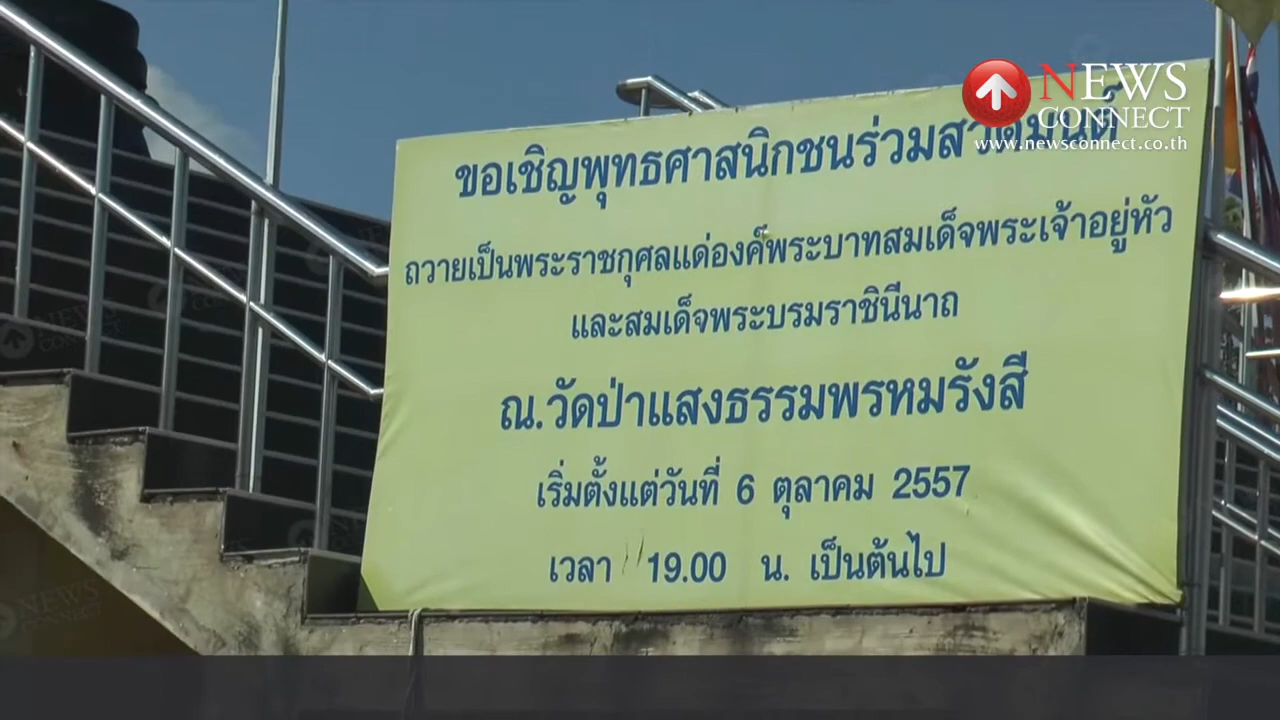 NEWS
CONNECT
www.newsconnect.co.th
ขอเชิญพุทธศาสนิกชนร่วมสวดมนต์
ถวายเป็นพระราชกุศลแด่องค์พระบาทสมเด็จพระเจ้าอยู่หัว
และสมเด็จพระบรมราชินีนาถ
ณ.วัดป่าแสงธรรมพรหมรังสี
เริ่มตั้งแต่วันที่ 6 ตุลาคม 2557
เวลา 19.00 น. เป็นต้นไป
NEWS
CONNECT
NEWS
CONNECT